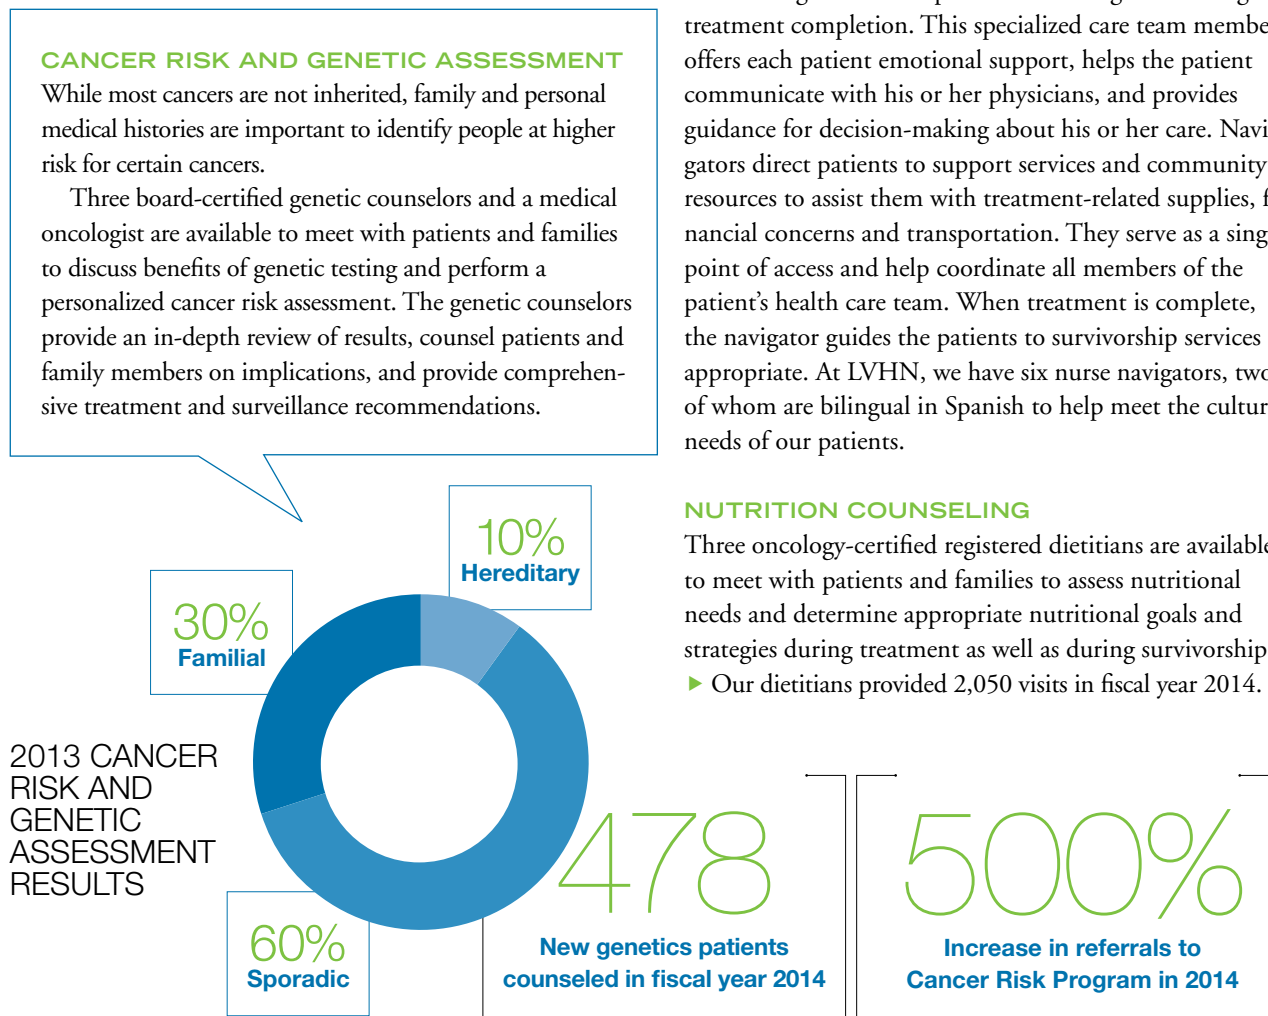 CANCER RISK AND GENETIC ASSESSMENT
While most cancers are not inherited, family and personal
medical histories are important to identify people at higher
risk for certain cancers.
Three board-certified genetic counselors and a medical
oncologist are available to meet with patients and families
to discuss benefits of genetic testing and perform a
personalized cancer risk assessment. The genetic counselors
provide an in-depth review of results, counsel patients and
family members on implications, and provide comprehen-
sive treatment and surveillance recommendations.
10%
Hereditary
30%
Familial
2013 CANCER
RISK AND
GENETIC
ASSESSMENT
RESULTS
60%
Sporadic
treatment completion. This specialized care team membe
offers each patient emotional support, helps the patient
communicate with his or her physicians, and provides
guidance for decision-making about his or her care. Navi
gators direct patients to support services and community
resources to assist them with treatment-related supplies, f
nancial concerns and transportation. They serve as a sing
point of access and help coordinate all members of the
patient's health care team. When treatment is complete,
the navigator guides the patients to survivorship services
appropriate. At LVHN, we have six nurse navigators, two
of whom are bilingual in Spanish to help meet the cultur
needs of our patients.
NUTRITION COUNSELING
Three oncology-certified registered dietitians are available
to meet with patients and families to assess nutritional
needs and determine appropriate nutritional goals and
strategies during treatment as well as during survivorship
▶ Our dietitians provided 2,050 visits in fiscal year 2014.
478
New genetics patients
counseled in fiscal year 2014
500%
Increase in referrals to
Cancer Risk Program in 2014